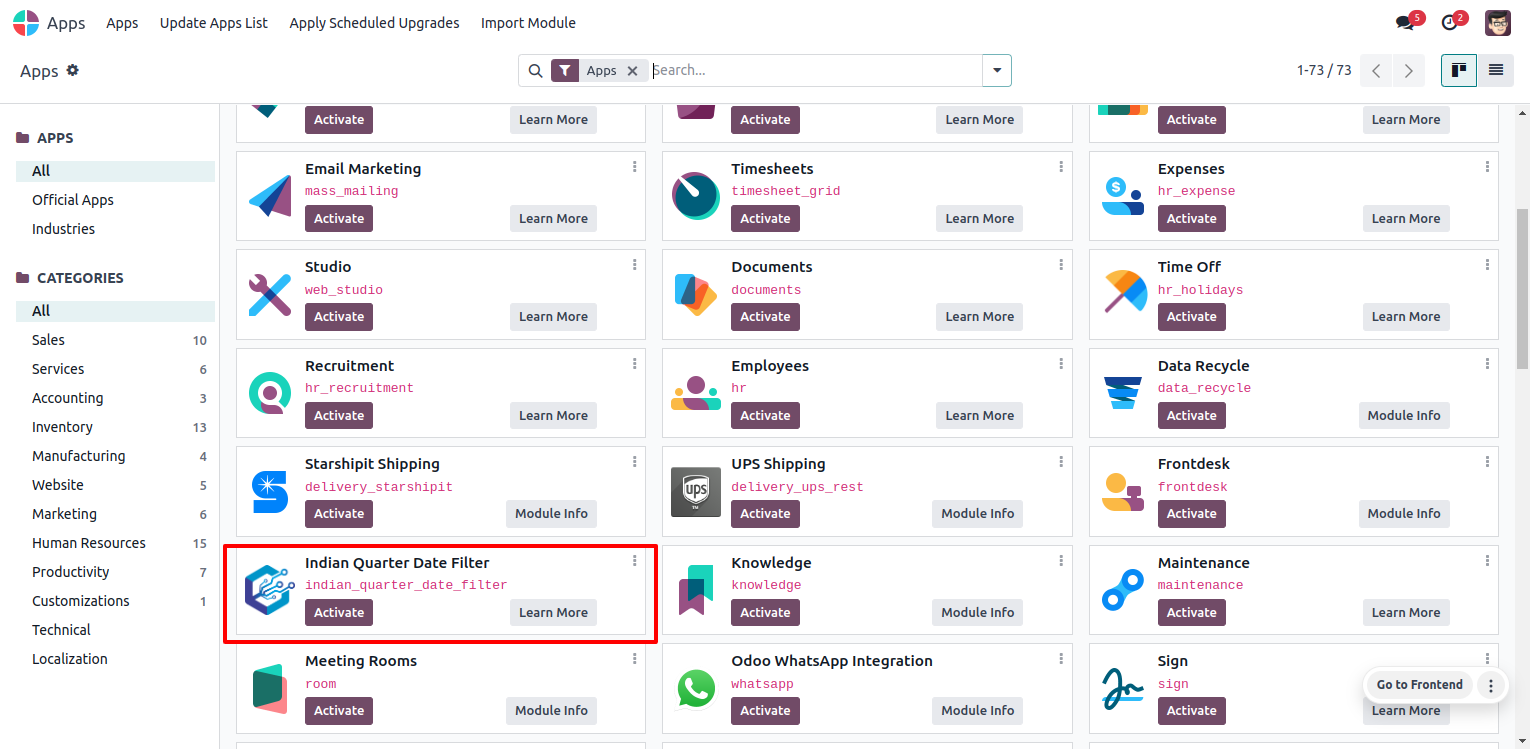 Apps Apps Update Apps List Apply Scheduled Upgrades Import Module 5 2
Apps Apps Search... 1-73 / 73
APPS
All
Official Apps
Industries
CATEGORIES
All
Sales 10
Services 6
Accounting 3
Inventory 13
Manufacturing 4
Website 5
Marketing 6
Human Resources 15
Productivity 7
Customizations 1
Technical
Localization
Activate Learn More Activate Learn More Activate Learn More
Email Marketing Timesheets Expenses
mass_mailing timesheet_grid hr_expense
Activate Learn More Activate Learn More Activate Learn More
Studio Documents Time Off
web_studio documents hr_holidays
Activate Learn More Activate Learn More Activate Learn More
Recruitment Employees Data Recycle
hr_recruitment hr data_recycle
Activate Learn More Activate Learn More Activate Module Info
Starshipit Shipping UPS Shipping Frontdesk
delivery_starshipit ups delivery_ups_rest frontdesk
Activate Module Info Activate Module Info Activate Module Info
Indian Quarter Date Filter Knowledge Maintenance
indian_quarter_date_filter knowledge maintenance
Activate Learn More Activate Module Info Activate Learn More
Meeting Rooms Odoo WhatsApp Integration Sign
room whatsapp sign
Go to Frontend
Activate Module Info Activate Module Info Activate Learn More